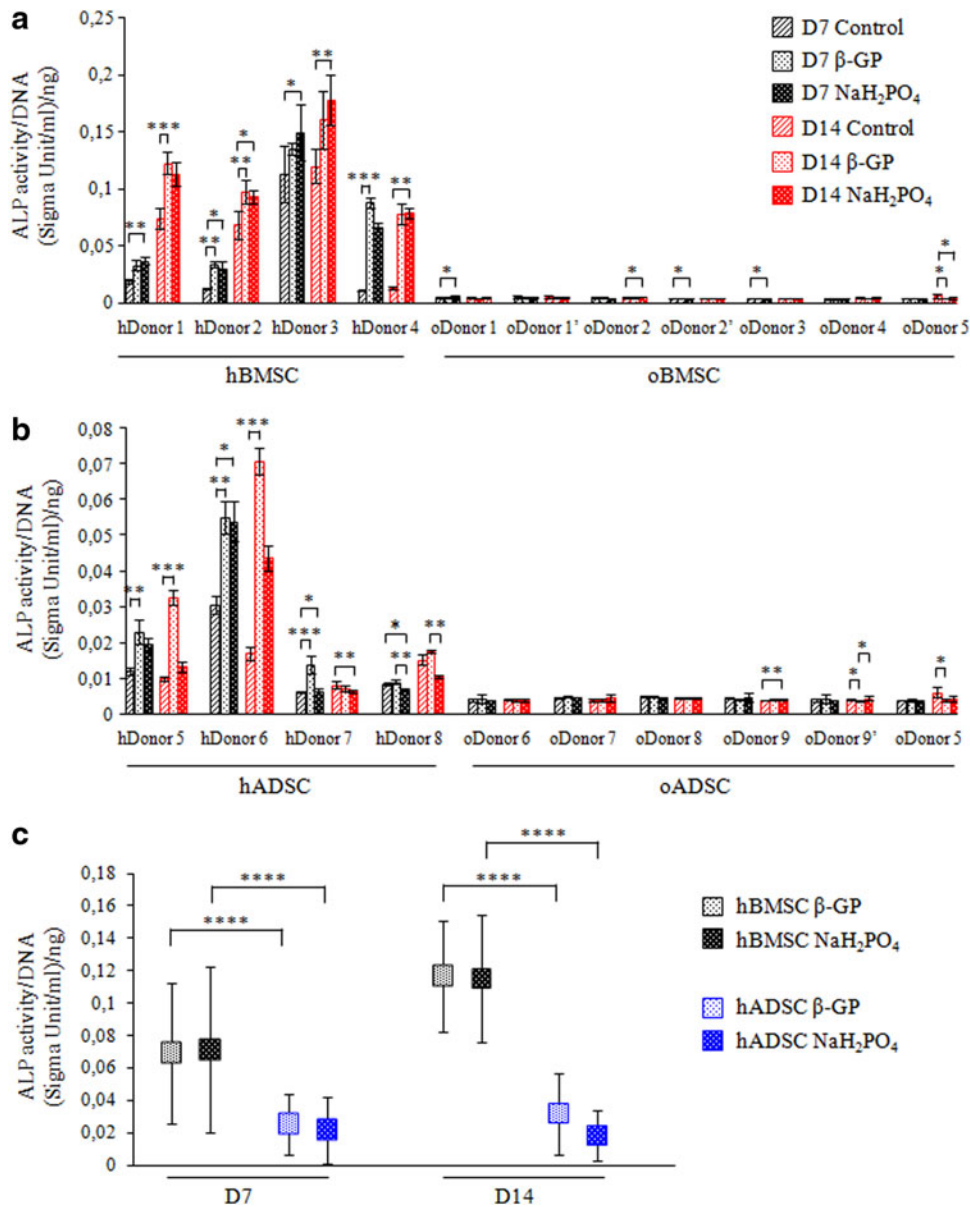 a
ALP activity/DNA
(Sigma Unit/ml)/ng)
0,25
0,2
0,15
0,1
0,05
0
** *** ** * ** * * ** *** ** * * * * * *
D7 Control
D7 β-GP
D7 NaH₂PO₄
D14 Control
D14 β-GP
D14 NaH₂PO₄
hDonor 1 hDonor 2 hDonor 3 hDonor 4 oDonor 1 oDonor 1’ oDonor 2 oDonor 2’ oDonor 3 oDonor 4 oDonor 5
hBMSC oBMSC
b
ALP activity/DNA
(Sigma Unit/ml)/ng)
0,08
0,07
0,06
0,05
0,04
0,03
0,02
0,01
0
** *** ** * *** *** * ** * ** ** ** * * *
hDonor 5 hDonor 6 hDonor 7 hDonor 8 oDonor 6 oDonor 7 oDonor 8 oDonor 9 oDonor 9’ oDonor 5
hADSC oADSC
c
ALP activity/DNA
(Sigma Unit/ml)/ng)
0,18
0,16
0,14
0,12
0,1
0,08
0,06
0,04
0,02
0
****
****
****
****
hBMSC β-GP
hBMSC NaH₂PO₄
hADSC β-GP
hADSC NaH₂PO₄
D7 D14